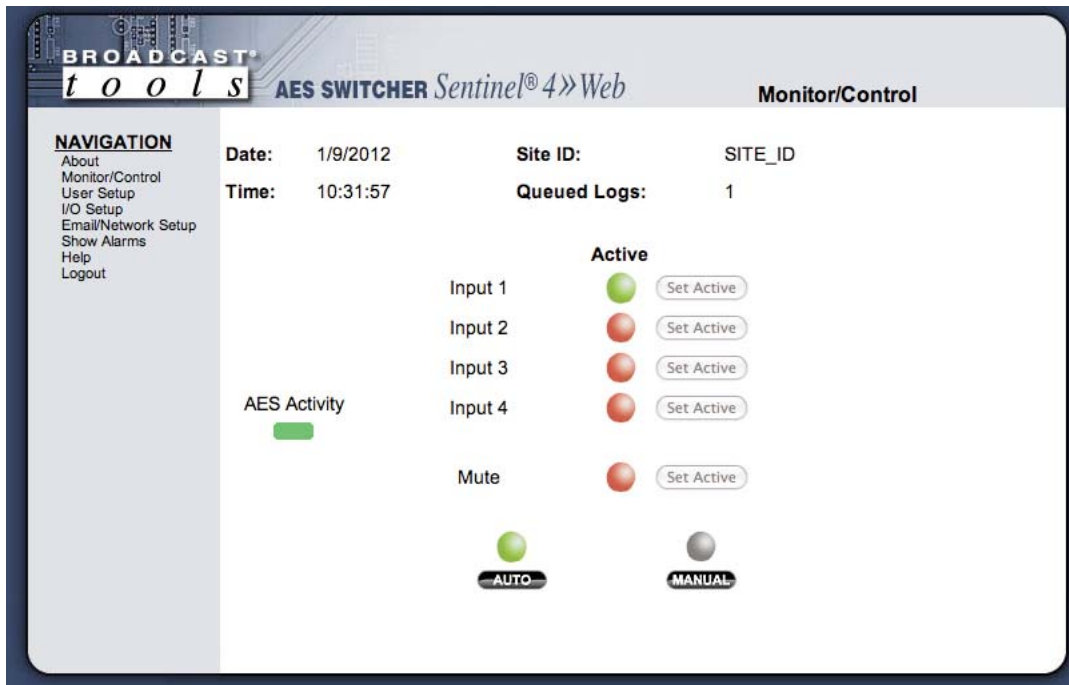 BROADCAST®
tools AES SWITCHER Sentinel® 4»Web
Monitor/Control
NAVIGATION
About
Monitor/Control
User Setup
I/O Setup
Email/Network Setup
Show Alarms
Help
Logout
Date: 1/9/2012 Site ID: SITE_ID
Time: 10:31:57 Queued Logs: 1
Active
Input 1 Set Active
Input 2 Set Active
Input 3 Set Active
AES Activity Input 4 Set Active
Mute Set Active
AUTO MANUAL